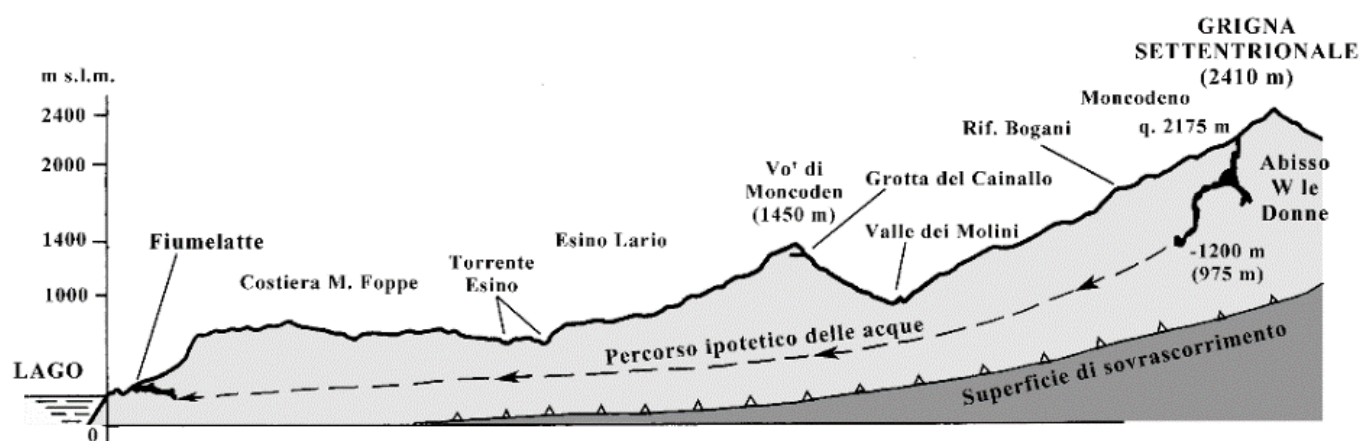 GRIGNA
SETTENTRIONALE
(2410 m)
m s.l.m.
2400
2000
1400
1000
LAGO
0
Fiumelatte
Costiera M. Foppe
Torrente
Esino
Esino Lario
Vo' di
Moncoden
(1450 m)
Grotta del Cainallo
Valle dei Molini
Rif. Bogani
Moncodeno
q. 2175 m
Abisso
W le
Donne
-1200 m
(975 m)
Percorso ipotetico delle acque
Superficie di sovrascorrimento